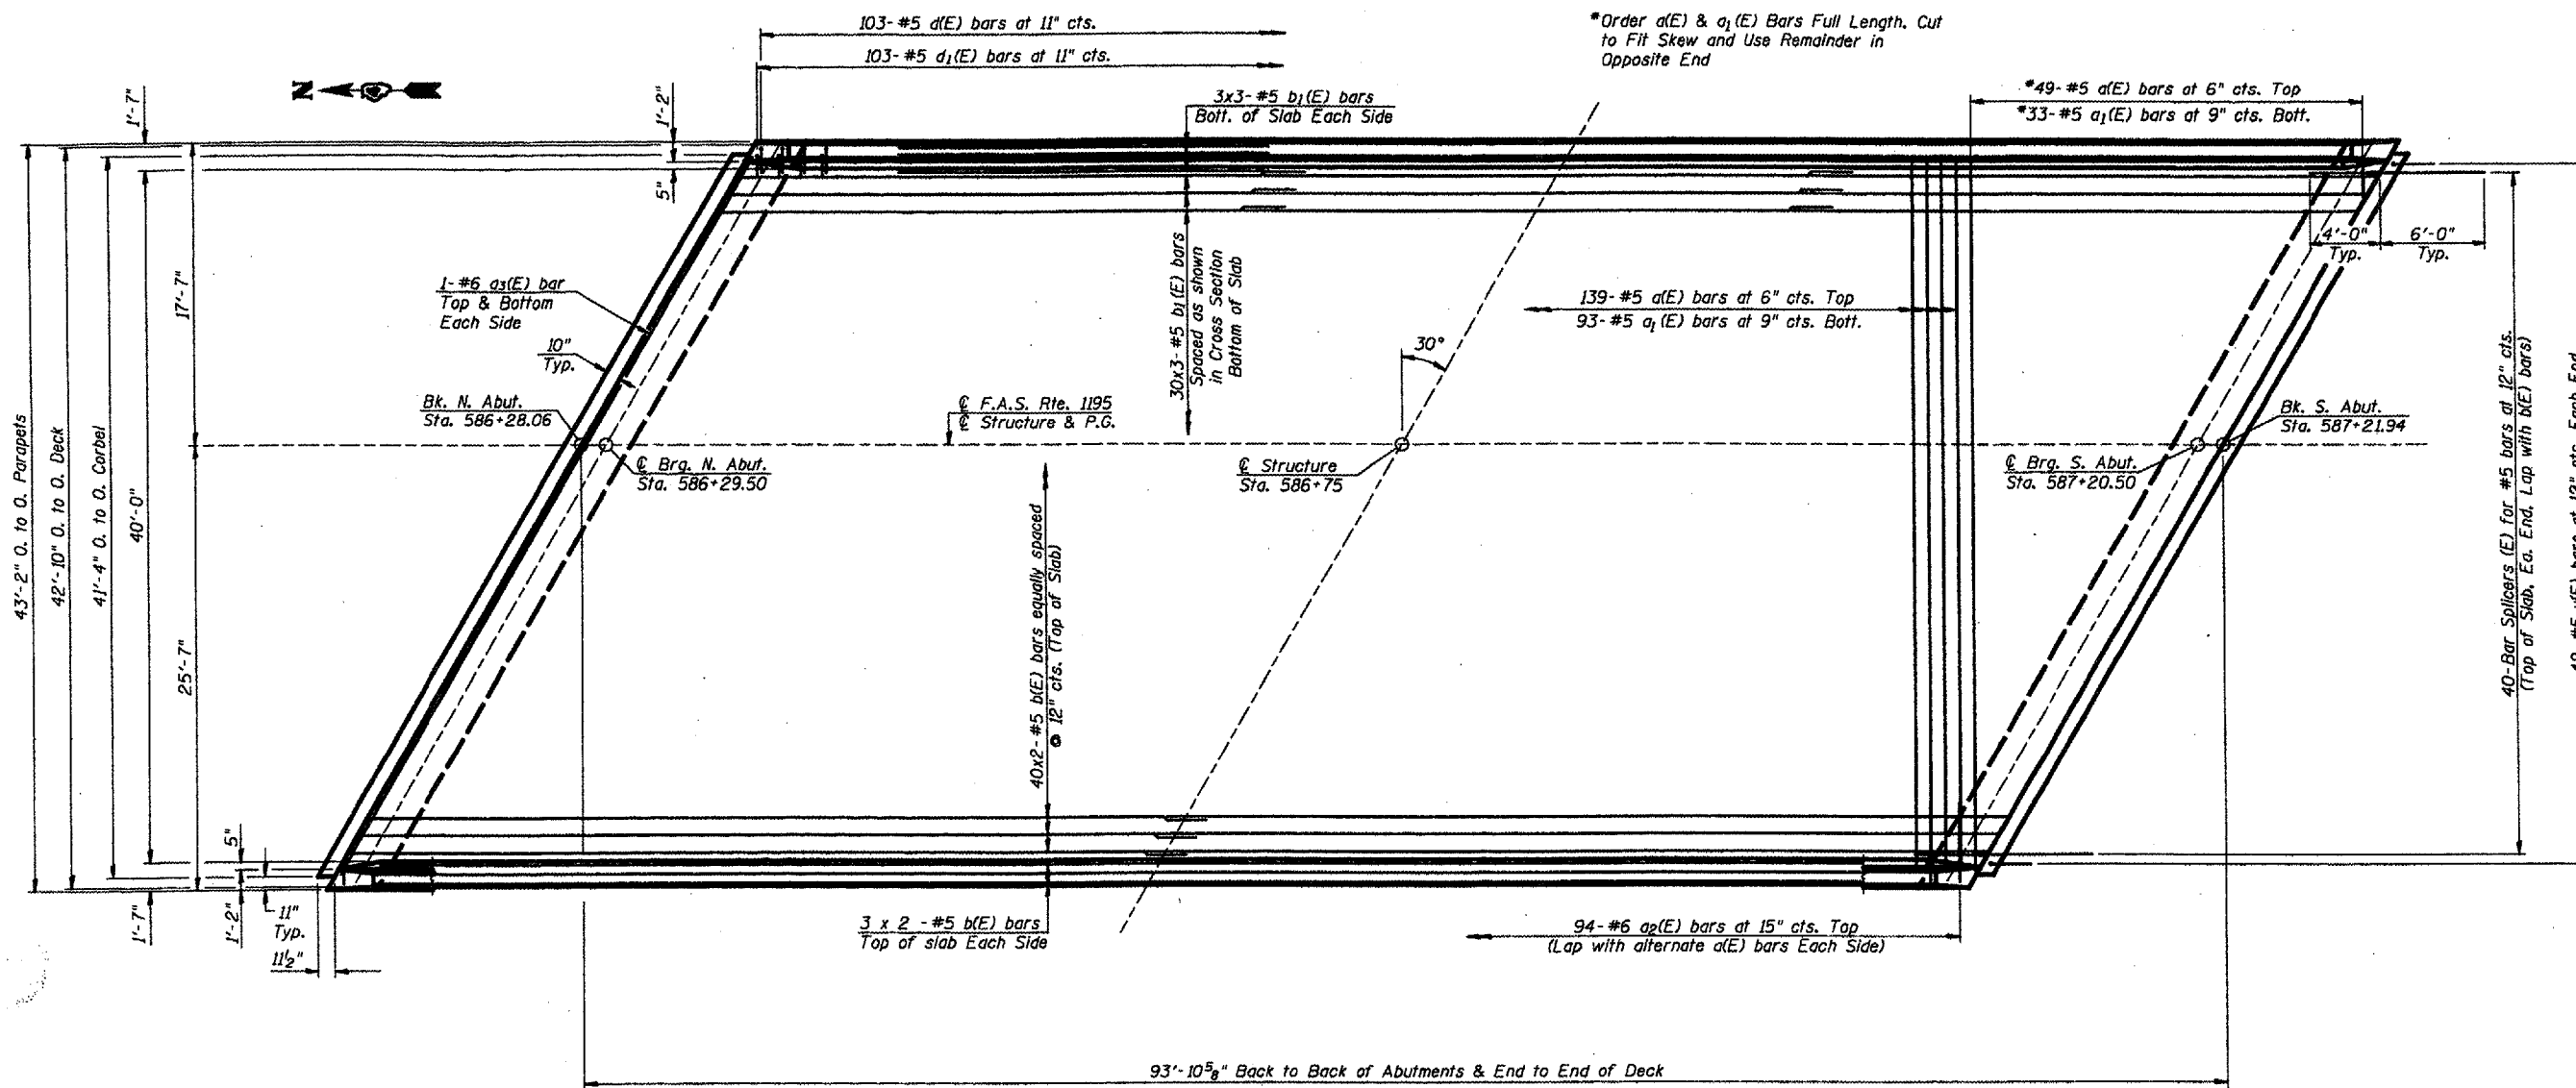 103-#5 d(E) bars at 11" cts.
103-#5 d1(E) bars at 11" cts.
*Order a(E) & a1(E) Bars Full Length. Cut
to Fit Skew and Use Remainder in
Opposite End
N
1'-7"
1'-2"
5"
3x3-#5 b1(E) bars
Bott. of Slab Each Side
*49-#5 a(E) bars at 6" cts. Top
*33-#5 a1(E) bars at 9" cts. Bott.
4'-0"
Typ.
6'-0"
Typ.
43'-2" O. to O. Parapets
42'-10" O. to O. Deck
41'-4" O. to O. Corbel
40'-0"
17'-7"
25'-7"
1-#6 a3(E) bar
Top & Bottom
Each Side
10"
Typ.
30x3-#5 b1(E) bars
Spaced as shown
in Cross Section
Bottom of Slab
139-#5 a(E) bars at 6" cts. Top
93-#5 a1(E) bars at 9" cts. Bott.
30°
Bk. N. Abut.
Sta. 586+28.06
℄ F.A.S. Rte. 1195
℄ Structure & P.G.
℄ Brg. N. Abut.
Sta. 586+29.50
℄ Structure
Sta. 586+75
℄ Brg. S. Abut.
Sta. 587+20.50
Bk. S. Abut.
Sta. 587+21.94
40-Bar Splicers (E) for #5 bars at 12" cts.
(Top of Slab, Ea. End, Lap with b(E) bars)
40x2-#5 b(E) bars equally spaced
@ 12" cts. (Top of Slab)
5"
1'-7"
1'-2"
11"
Typ.
11½"
3 x 2 -#5 b(E) bars
Top of slab Each Side
94-#6 a2(E) bars at 15" cts. Top
(Lap with alternate a(E) bars Each Side)
93'-10⅝" Back to Back of Abutments & End to End of Deck